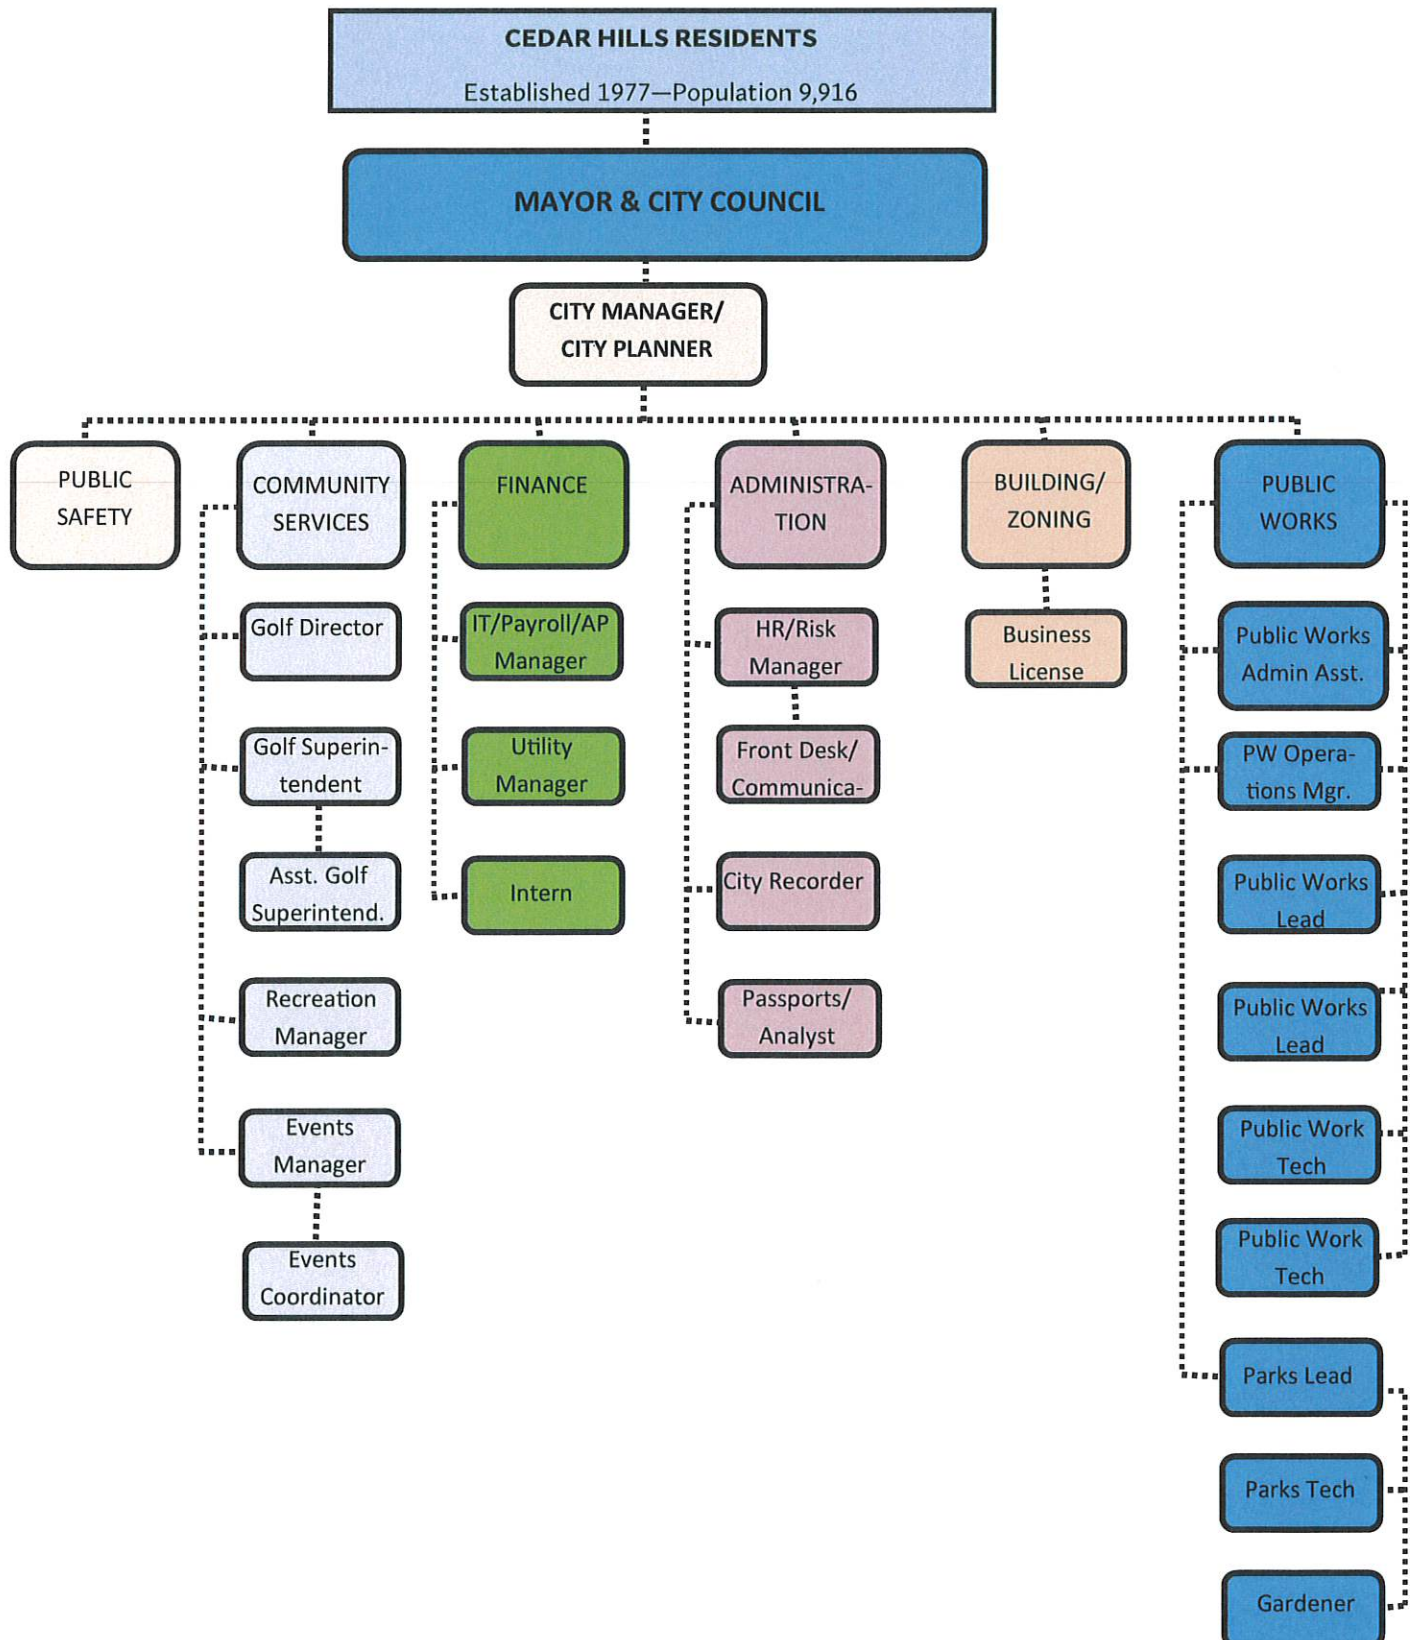 CEDAR HILLS RESIDENTS
Established 1977—Population 9,916
MAYOR & CITY COUNCIL
CITY MANAGER/
CITY PLANNER
PUBLIC
SAFETY
COMMUNITY
SERVICES
Golf Director
Golf Superin-
tendent
Asst. Golf
Superintend.
Recreation
Manager
Events
Manager
Events
Coordinator
FINANCE
IT/Payroll/AP
Manager
Utility
Manager
Intern
ADMINISTRA-
TION
HR/Risk
Manager
Front Desk/
Communica-
City Recorder
Passports/
Analyst
BUILDING/
ZONING
Business
License
PUBLIC
WORKS
Public Works
Admin Asst.
PW Opera-
tions Mgr.
Public Works
Lead
Public Works
Lead
Public Work
Tech
Public Work
Tech
Parks Lead
Parks Tech
Gardener